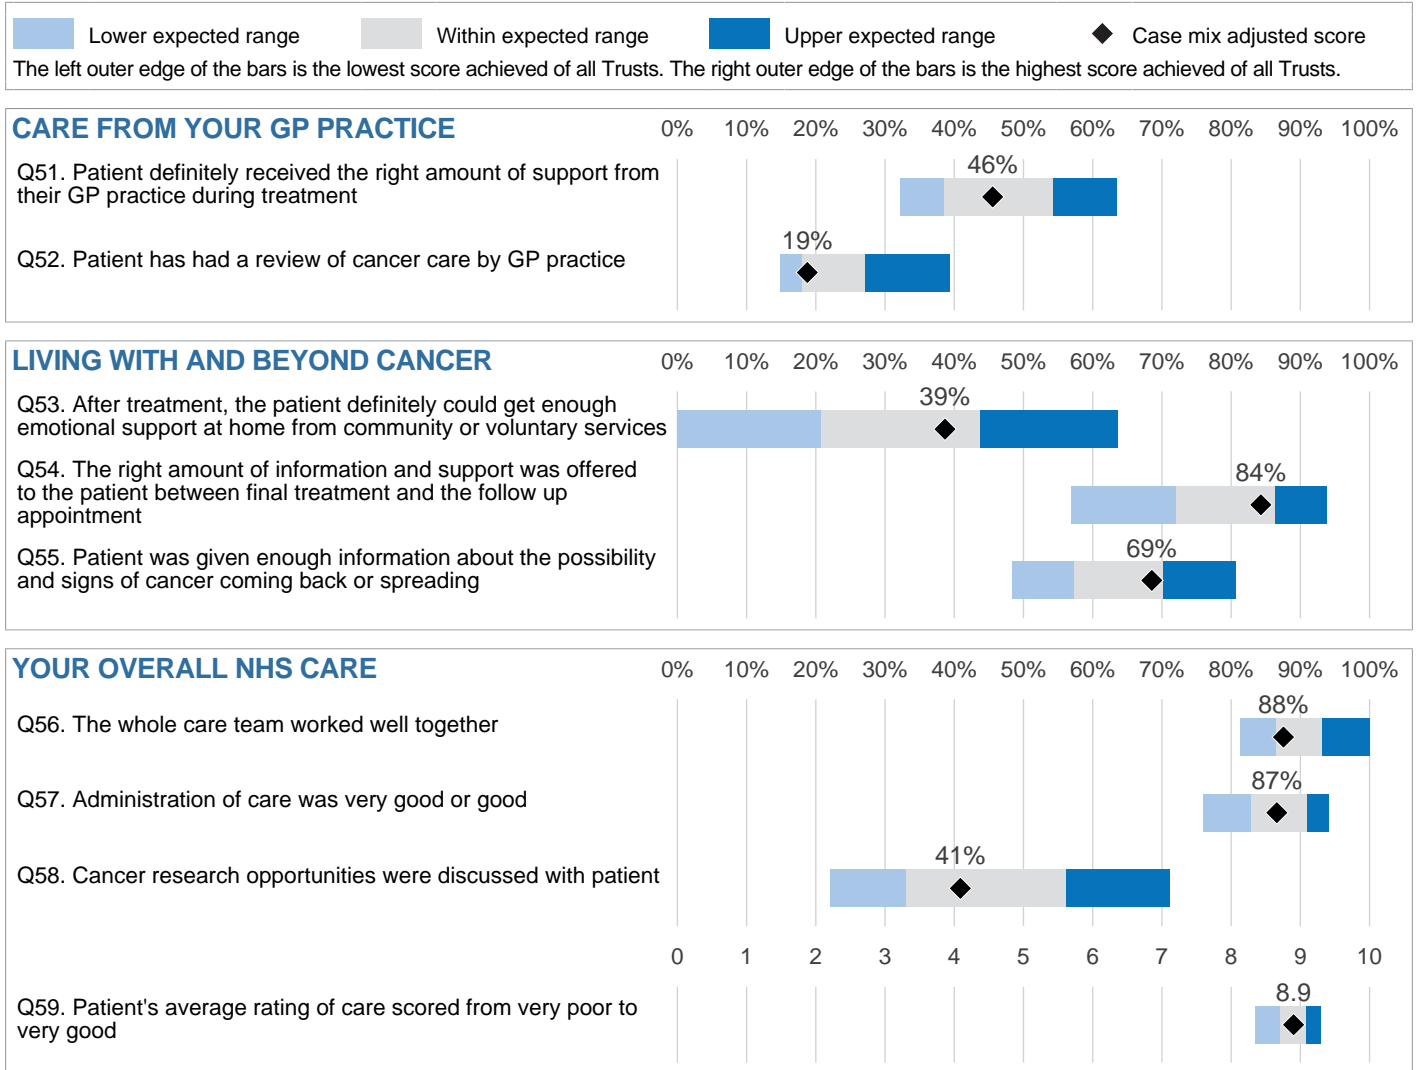 Lower expected range Within expected range Upper expected range Case mix adjusted score
The left outer edge of the bars is the lowest score achieved of all Trusts. The right outer edge of the bars is the highest score achieved of all Trusts.
CARE FROM YOUR GP PRACTICE 0% 10% 20% 30% 40% 50% 60% 70% 80% 90% 100%
Q51. Patient definitely received the right amount of support from
their GP practice during treatment
46%
Q52. Patient has had a review of cancer care by GP practice
19%
LIVING WITH AND BEYOND CANCER 0% 10% 20% 30% 40% 50% 60% 70% 80% 90% 100%
Q53. After treatment, the patient definitely could get enough
emotional support at home from community or voluntary services
39%
Q54. The right amount of information and support was offered
to the patient between final treatment and the follow up
appointment
84%
Q55. Patient was given enough information about the possibility
and signs of cancer coming back or spreading
69%
YOUR OVERALL NHS CARE 0% 10% 20% 30% 40% 50% 60% 70% 80% 90% 100%
Q56. The whole care team worked well together
88%
Q57. Administration of care was very good or good
87%
Q58. Cancer research opportunities were discussed with patient
41%
0 1 2 3 4 5 6 7 8 9 10
Q59. Patient's average rating of care scored from very poor to
very good
8.9